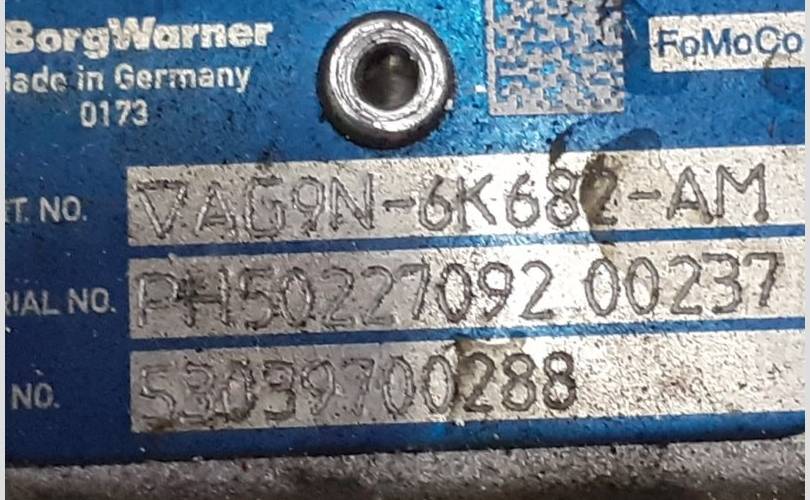 BorgWarner
Made in Germany
0173
FoMoCo
T. NO. VAG9N-6K682-AM
RIAL NO. PH50227092 00237
NO. 53039700288